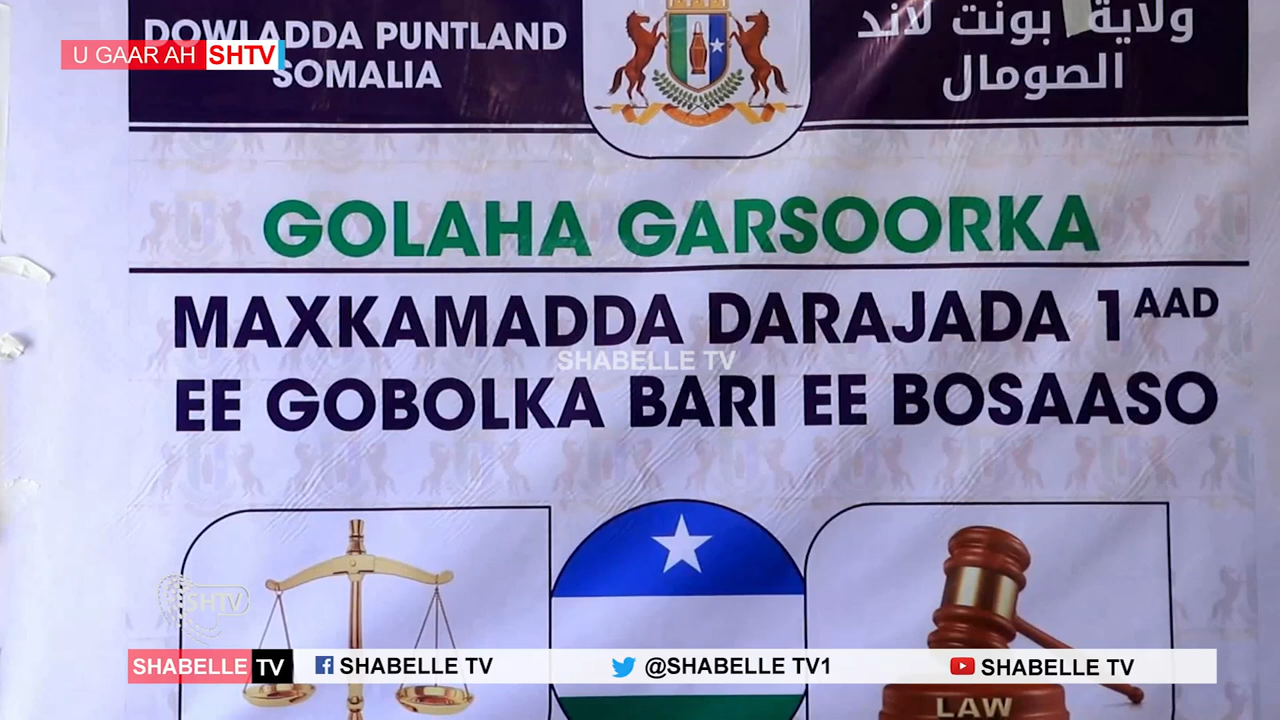 U GAAR AH SHTV
DOWLADDA PUNTLAND
SOMALIA
ولاية بونت لاند
الصومال
GOLAHA GARSOORKA
MAXKAMADDA DARAJADA 1AAD
SHABELLE TV
EE GOBOLKA BARI EE BOSAASO
SHTV
LAW
SHABELLE TV
SHABELLE TV
@SHABELLE TV1
SHABELLE TV